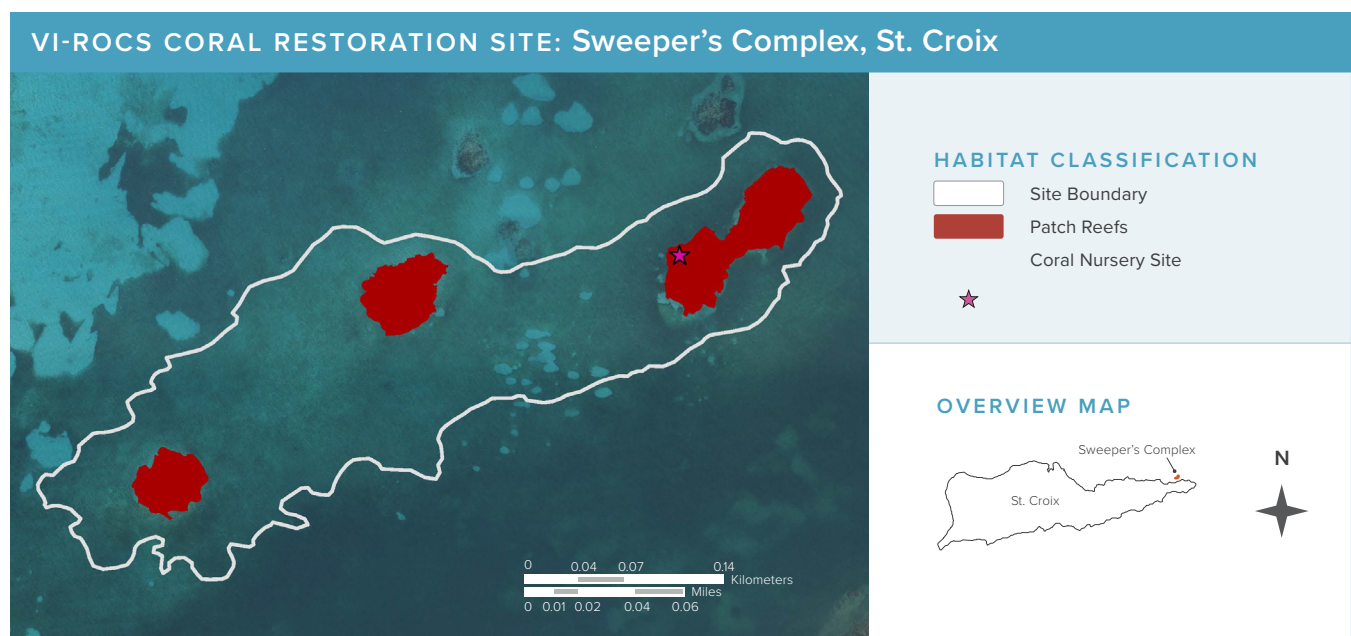 VI-ROCS CORAL RESTORATION SITE: Sweeper's Complex, St. Croix
HABITAT CLASSIFICATION
Site Boundary
Patch Reefs
Coral Nursery Site
OVERVIEW MAP
Sweeper's Complex
St. Croix
N
0 0.04 0.07 0.14
Kilometers
Miles
0 0.01 0.02 0.04 0.06